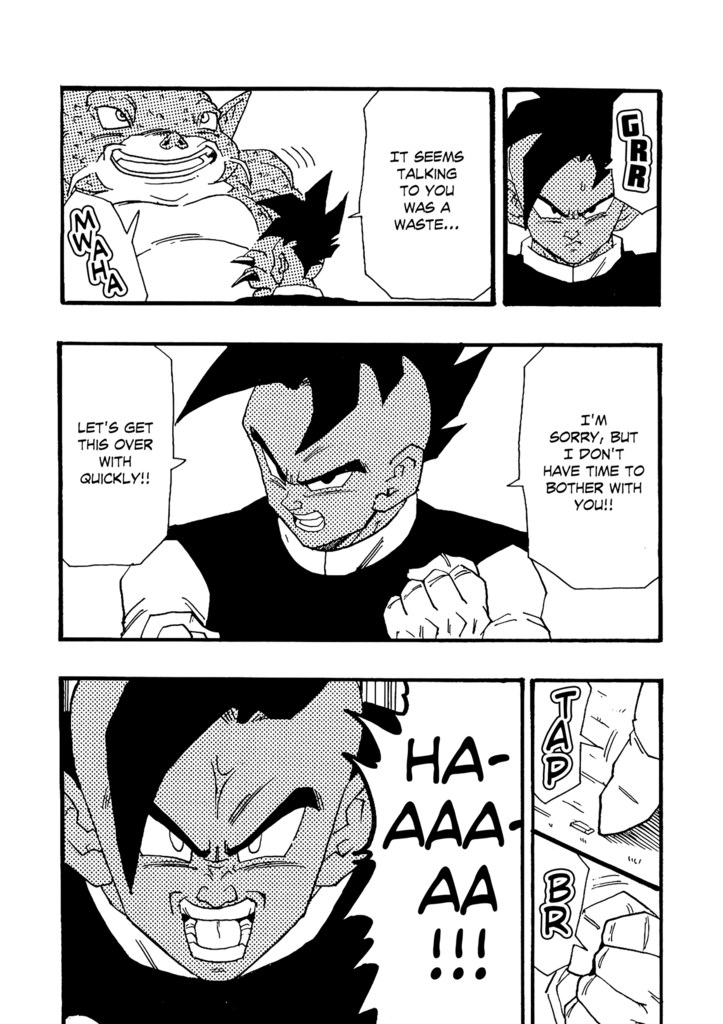 GRR
IT SEEMS
TALKING
TO YOU
WAS A
WASTE...
MWAHA
I'M
SORRY, BUT
I DON'T
HAVE TIME TO
BOTHER WITH
YOU!!
LET'S GET
THIS OVER
WITH
QUICKLY!!
TAP
BR
HA-
AAA-
AA
!!!